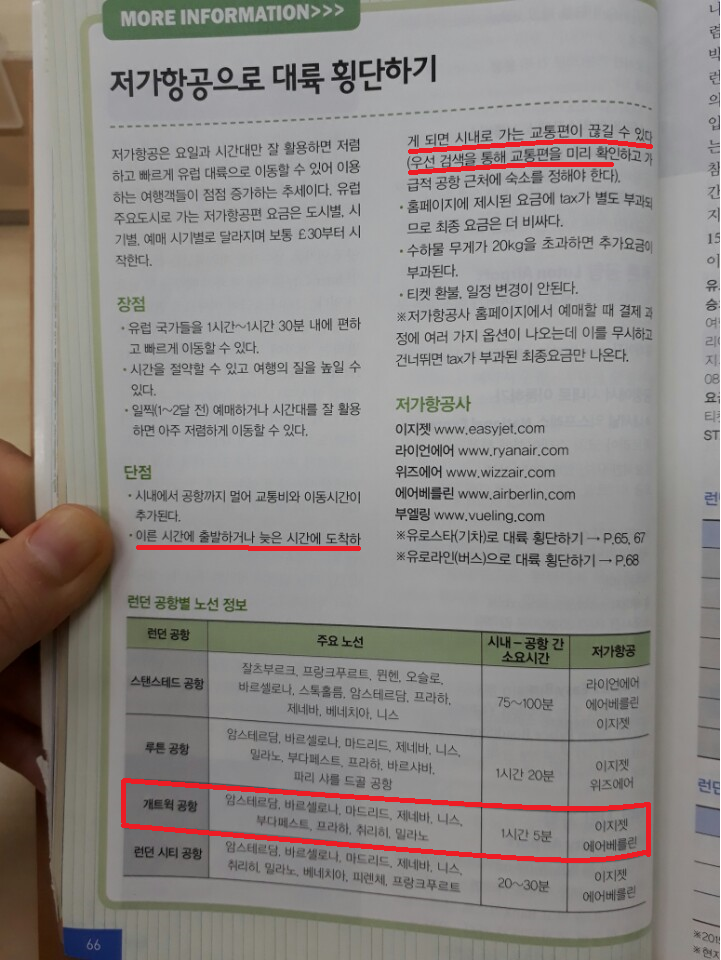 MORE INFORMATION>>>
저가항공으로 대륙 횡단하기
저가항공은 요일과 시간대만 잘 활용하면 저렴
하고 빠르게 유럽 대륙으로 이동할 수 있어 이용
하는 여행객들이 점점 증가하는 추세이다. 유럽
주요도시로 가는 저가항공편 요금은 도시별, 시
기별, 예매 시기별로 달라지며 보통 £30부터 시
작한다.
장점
· 유럽 국가들을 1시간~1시간 30분 내에 편하
고 빠르게 이동할 수 있다.
· 시간을 절약할 수 있고 여행의 질을 높일 수
있다.
· 일찍(1~2달 전) 예매하거나 시간대를 잘 활용
하면 아주 저렴하게 이동할 수 있다.
단점
· 시내에서 공항까지 멀어 교통비와 이동시간이
추가된다.
· 이른 시간에 출발하거나 늦은 시간에 도착하
게 되면 시내로 가는 교통편이 끊길 수 있다
(우선 검색을 통해 교통편을 미리 확인하고 가
급적 공항 근처에 숙소를 정해야 한다).
· 홈페이지에 제시된 요금에 tax가 별도 부과되
므로 최종 요금은 더 비싸다.
· 수하물 무게가 20kg을 초과하면 추가요금이
부과된다.
· 티켓 환불, 일정 변경이 안된다.
※저가항공사 홈페이지에서 예매할 때 결제 과
정에 여러 가지 옵션이 나오는데 이를 무시하고
건너뛰면 tax가 부과된 최종요금만 나온다.
저가항공사
이지젯 www.easyjet.com
라이언에어 www.ryanair.com
위즈에어 www.wizzair.com
에어베를린 www.airberlin.com
부엘링 www.vueling.com
※유로스타(기차)로 대륙 횡단하기 → P.65, 67
※유로라인(버스)으로 대륙 횡단하기 → P.68
런던 공항별 노선 정보
런던 공항 주요 노선 시내 – 공항 간 저가항공
소요시간
스탠스테드 공항 잘츠부르크, 프랑크푸르트, 뮌헨, 오슬로, 75~100분 라이언에어
바르셀로나, 스톡홀름, 암스테르담, 프라하, 에어베를린
제네바, 베네치아, 니스 이지젯
루튼 공항 암스테르담, 바르셀로나, 마드리드, 제네바, 니스, 1시간 20분 이지젯
밀라노, 부다페스트, 프라하, 바르샤바, 위즈에어
파리 샤를 드골 공항
개트윅 공항 암스테르담, 바르셀로나, 마드리드, 제네바, 니스, 1시간 5분 이지젯
부다페스트, 프라하, 취리히, 밀라노 에어베를린
런던 시티 공항 암스테르담, 바르셀로나, 마드리드, 제네바, 니스, 20~30분 이지젯
취리히, 밀라노, 베네치아, 피렌체, 프랑크푸르트 에어베를린
66